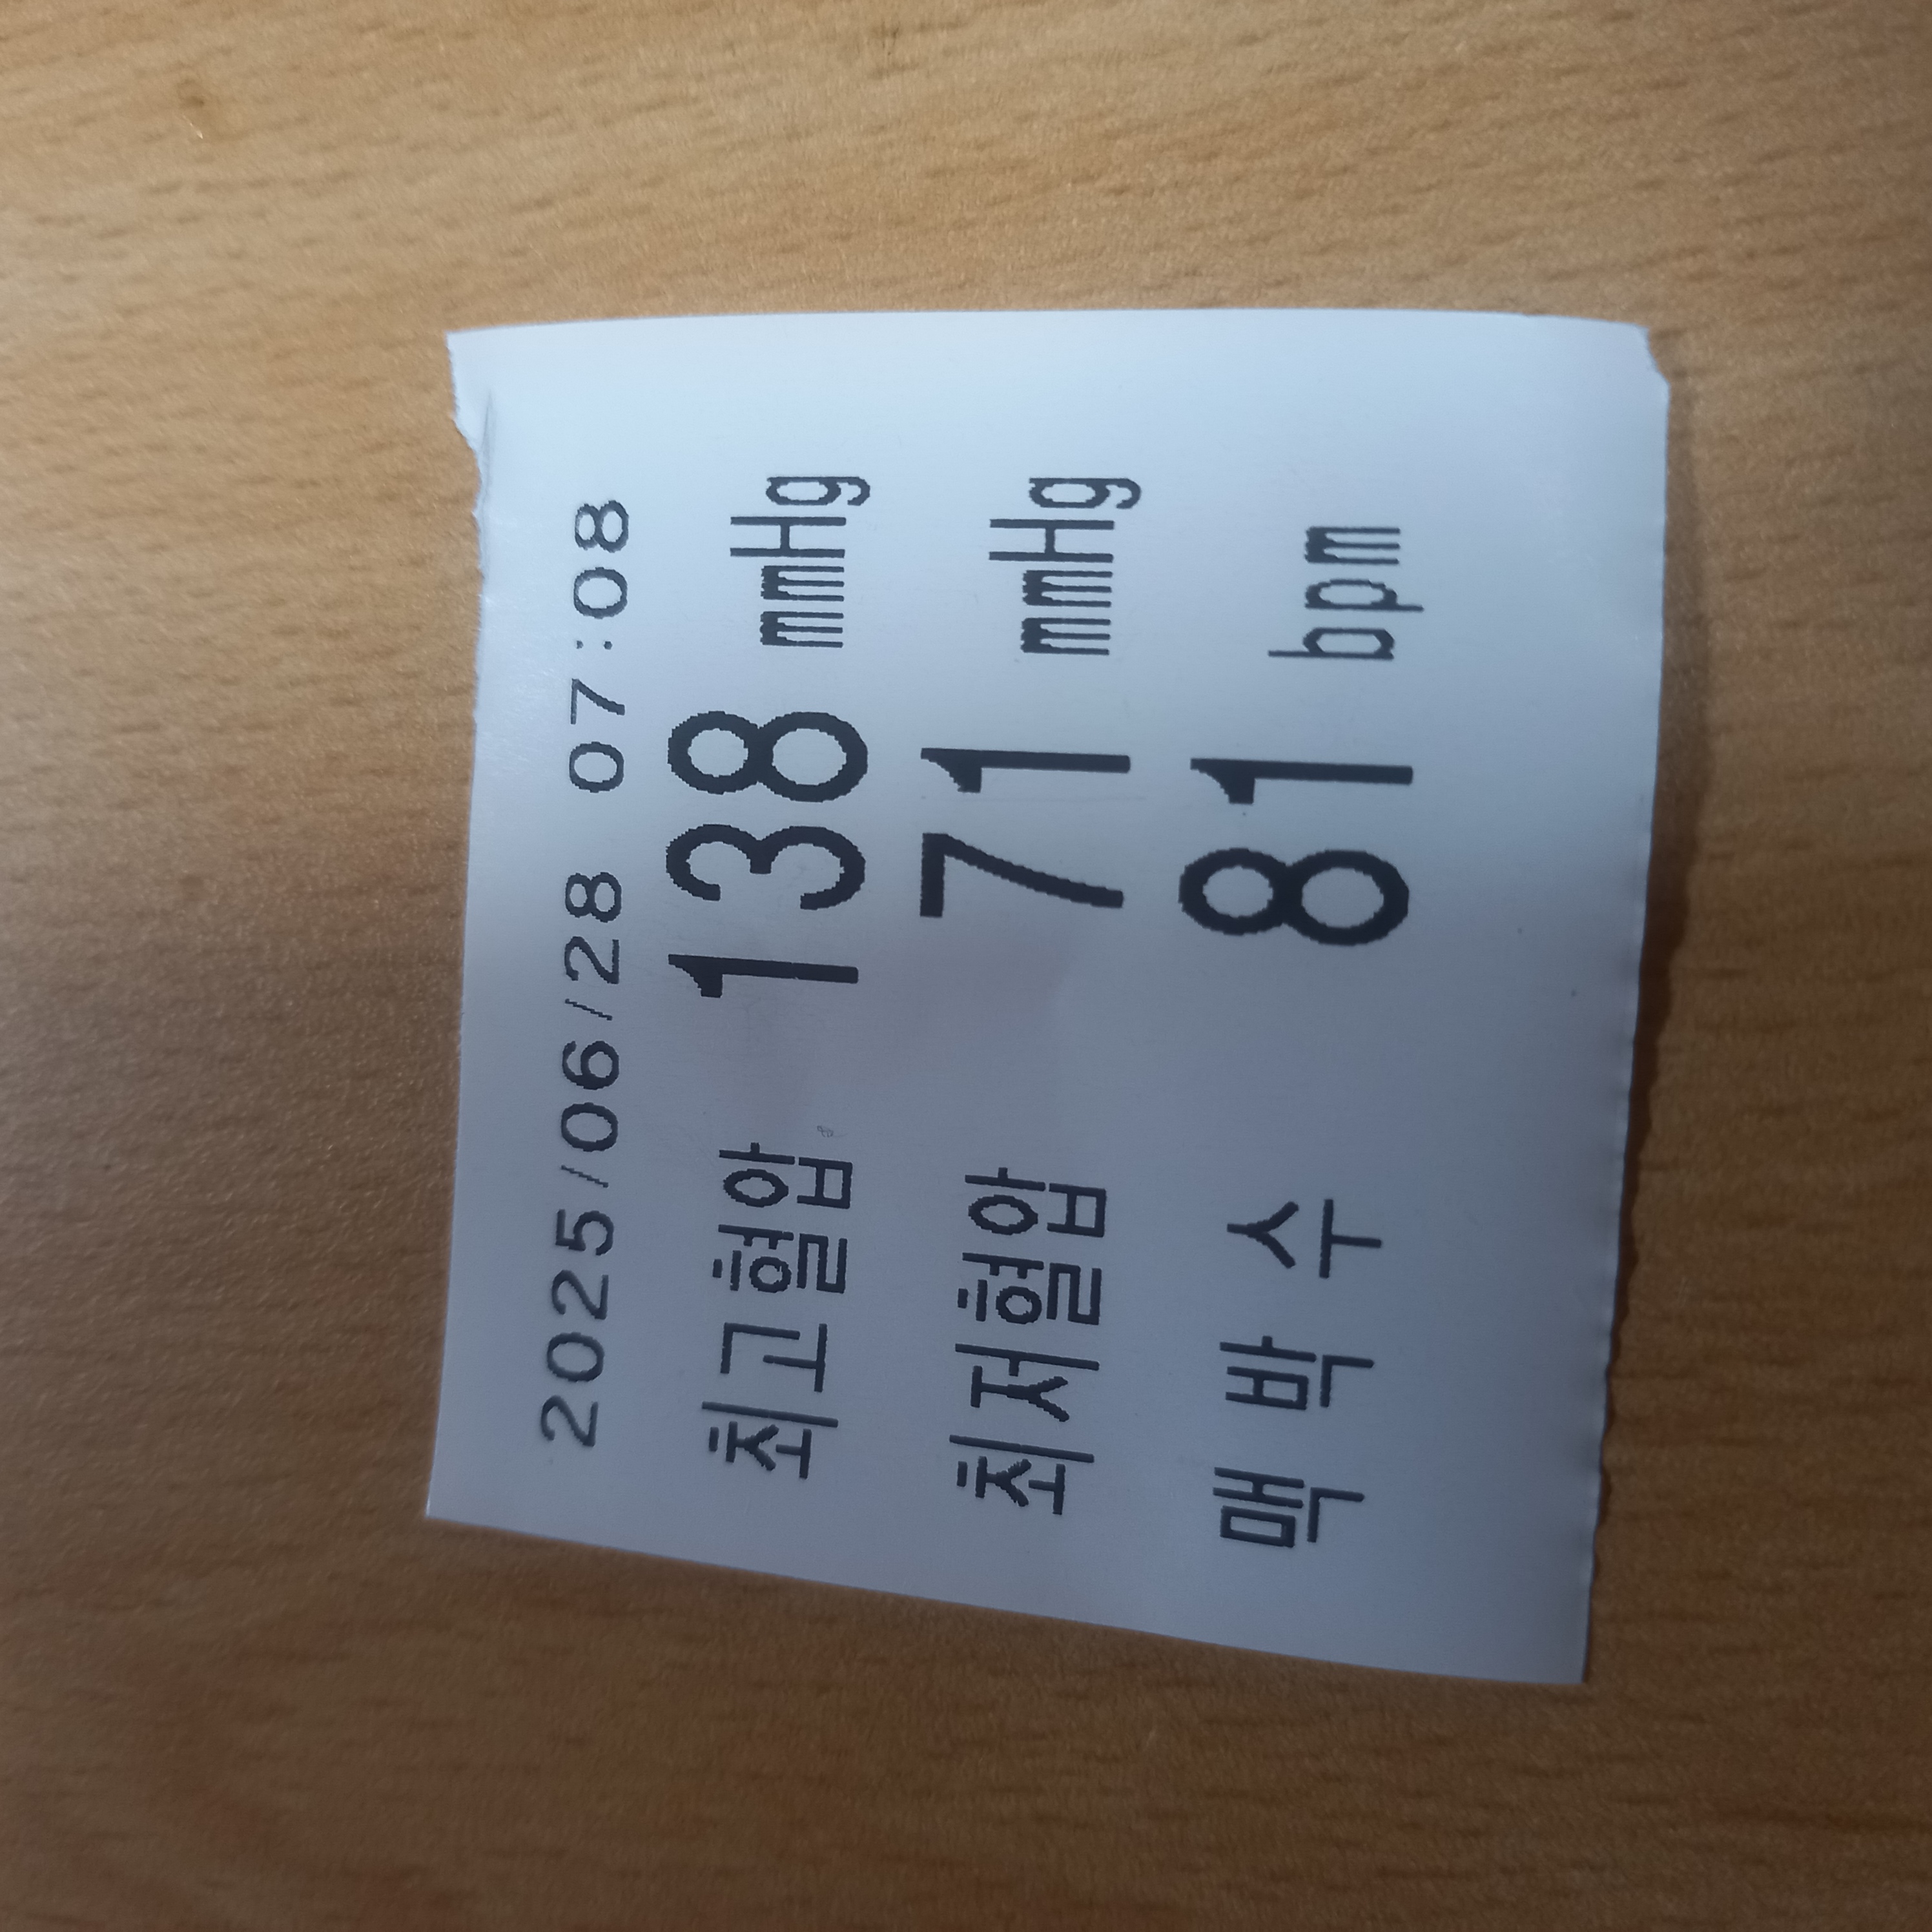 2025/06/28 07:08
최고혈압 138 mmHg
최저혈압 71 mmHg
맥 박 수 81 bpm